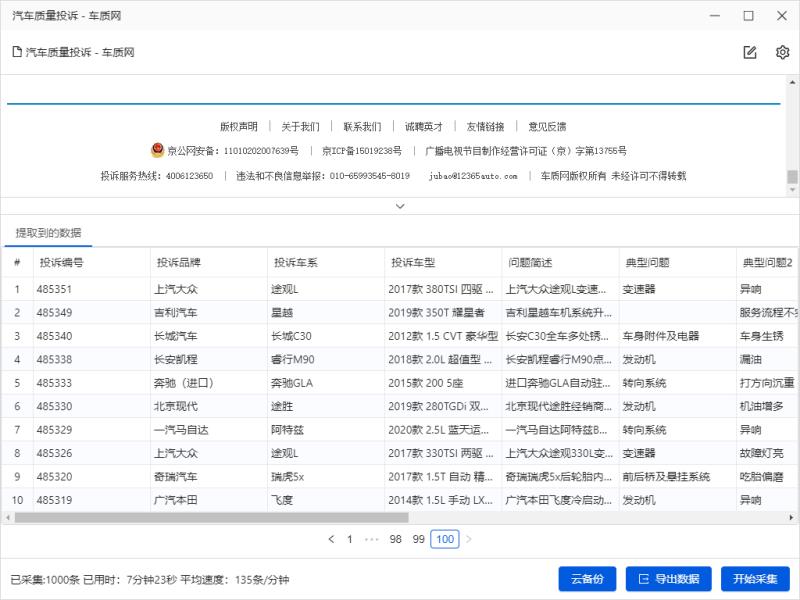 汽车质量投诉 - 车质网
汽车质量投诉 - 车质网
版权声明 | 关于我们 | 联系我们 | 诚聘英才 | 友情链接 | 意见反馈
京公网安备：11010202007639号 | 京ICP备15019238号 | 广播电视节目制作经营许可证（京）字第13755号
投诉服务热线：4006123650 | 违法和不良信息举报：010-65993545-8019 jubao@12365auto.com | 车质网版权所有 未经许可不得转载
提取到的数据
# 投诉编号 投诉品牌 投诉车系 投诉车型 问题简述 典型问题 典型问题2
1 485351 上汽大众 途观L 2017款 380TSI 四驱 ... 上汽大众途观L变速... 变速器 异响
2 485349 吉利汽车 星越 2019款 350T 耀星者 吉利星越车机系统升... 服务流程不
3 485340 长城汽车 长城C30 2012款 1.5 CVT 豪华型 长安C30全车多处锈... 车身附件及电器 车身生锈
4 485338 长安凯程 睿行M90 2018款 2.0L 超值型 ... 长安凯程睿行M90点... 发动机 漏油
5 485333 奔驰（进口） 奔驰GLA 2015款 200 5座 进口奔驰GLA自动驻... 转向系统 打方向沉重
6 485330 北京现代 途胜 2019款 280TGDi 双... 北京现代途胜经销商... 发动机 机油增多
7 485329 一汽马自达 阿特兹 2020款 2.5L 蓝天运... 一汽马自达阿特兹B... 转向系统 异响
8 485326 上汽大众 途观L 2017款 330TSI 两驱 ... 上汽大众途观330L变... 变速器 故障灯亮
9 485320 奇瑞汽车 瑞虎5x 2017款 1.5T 自动 精... 奇瑞瑞虎5x后轮胎内... 前后桥及悬挂系统 吃胎偏磨
10 485319 广汽本田 飞度 2014款 1.5L 手动 LX... 广汽本田飞度冷启动... 发动机 异响
1 ••• 98 99 100
已采集:1000条 已用时：7分钟23秒 平均速度：135条/分钟 云备份 导出数据 开始采集